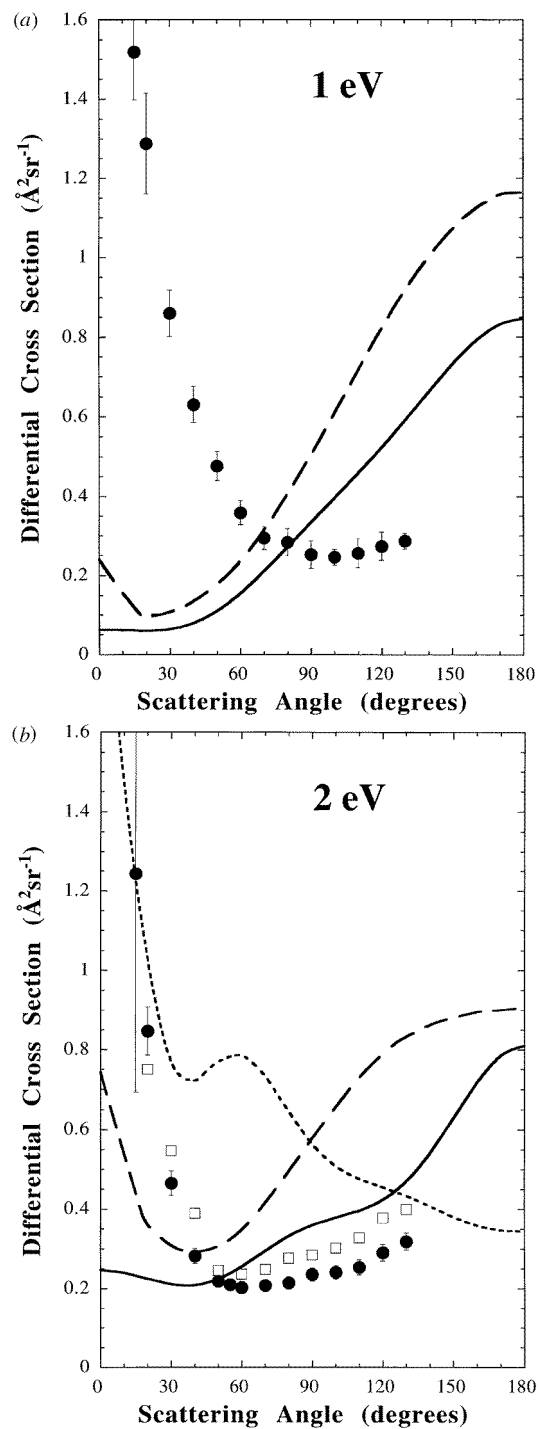 (a)
1.6
1.4
1.2
1
0.8
0.6
0.4
0.2
0
Differential Cross Section (Å²sr⁻¹)
1 eV
0 30 60 90 120 150 180
Scattering Angle (degrees)
(b)
1.6
1.4
1.2
1
0.8
0.6
0.4
0.2
0
Differential Cross Section (Å²sr⁻¹)
2 eV
0 30 60 90 120 150 180
Scattering Angle (degrees)